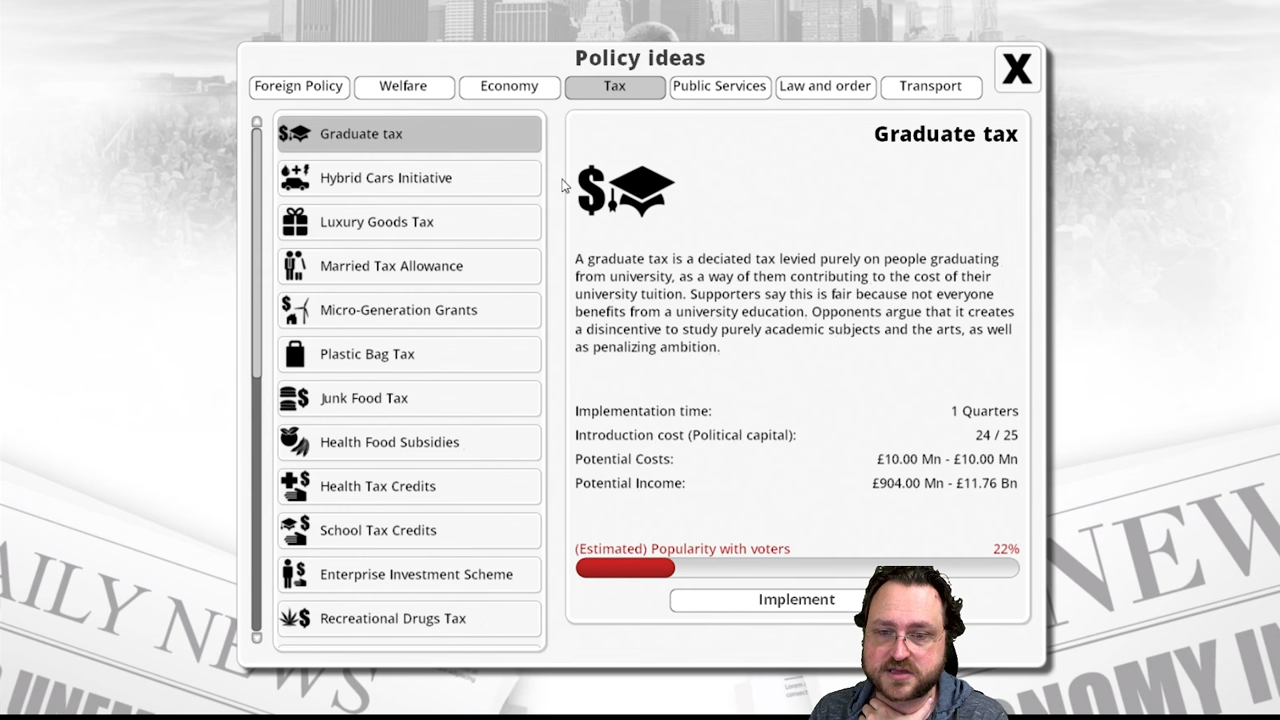 Policy ideas
X
Foreign Policy
Welfare
Economy
Tax
Public Services
Law and order
Transport
Graduate tax
Hybrid Cars Initiative
Luxury Goods Tax
Married Tax Allowance
Micro-Generation Grants
Plastic Bag Tax
Junk Food Tax
Health Food Subsidies
Health Tax Credits
School Tax Credits
Enterprise Investment Scheme
Recreational Drugs Tax
Graduate tax
A graduate tax is a deciated tax levied purely on people graduating
from university, as a way of them contributing to the cost of their
university tuition. Supporters say this is fair because not everyone
benefits from a university education. Opponents argue that it creates
a disincentive to study purely academic subjects and the arts, as well
as penalizing ambition.
Implementation time: 1 Quarters
Introduction cost (Political capital): 24 / 25
Potential Costs: £10.00 Mn - £10.00 Mn
Potential Income: £904.00 Mn - £11.76 Bn
(Estimated) Popularity with voters 22%
Implement